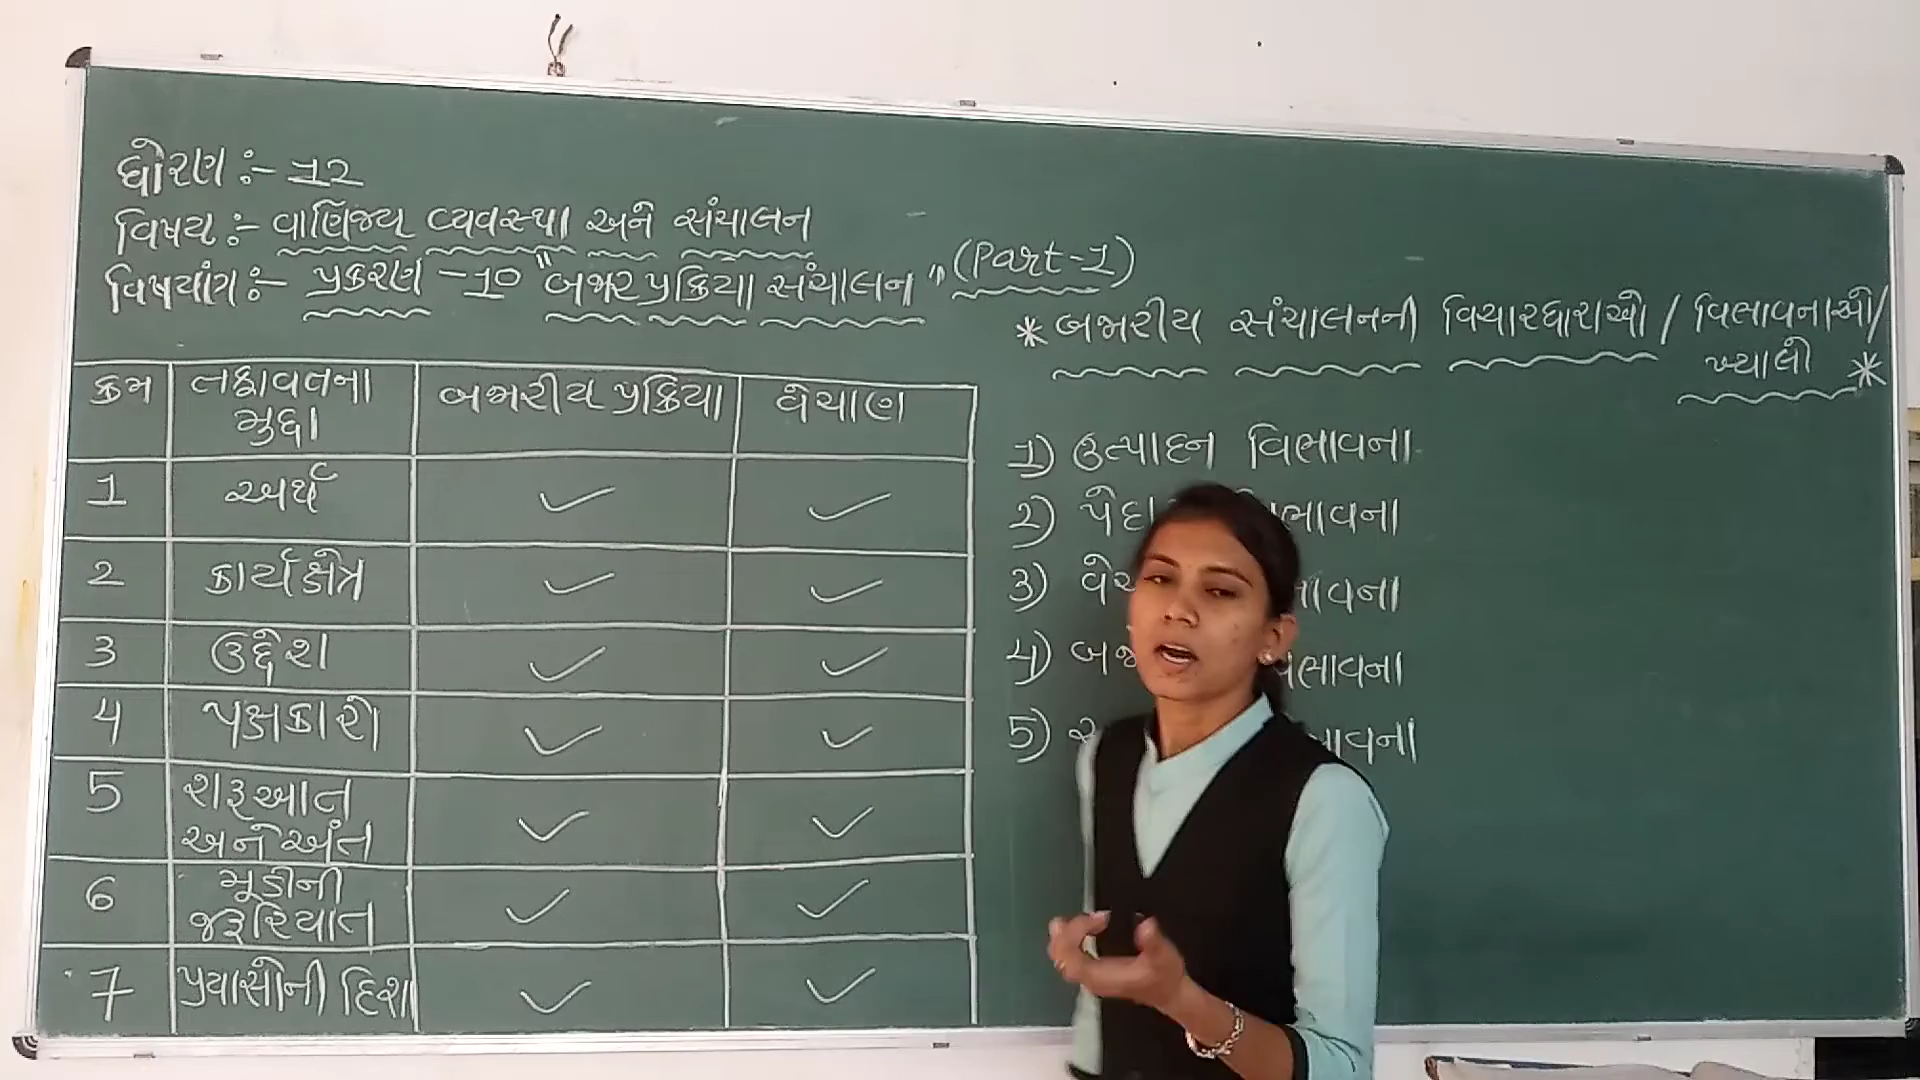 ધોરણ :- 12
વિષય :- વાણિજ્ય વ્યવસ્થા અને સંચાલન
વિષયાંગ :- પ્રકરણ - 10 "બજાર પ્રક્રિયા સંચાલન" (Part-1)
ક્રમ તફાવતના મુદ્દા બજારીય પ્રક્રિયા વેચાણ
1 અર્થ ✓ ✓
2 કાર્યક્ષેત્ર ✓ ✓
3 ઉદ્દેશ ✓ ✓
4 પક્ષકારો ✓ ✓
5 શરૂઆત અને અંત ✓ ✓
6 મૂડીની જરૂરિયાત ✓ ✓
7 પ્રયાસોની દિશા ✓ ✓
* બજારીય સંચાલનની વિચારધારાઓ / વિભાવનાઓ /
ખ્યાલો *
1) ઉત્પાદન વિભાવના
2)
3)
4)
5)